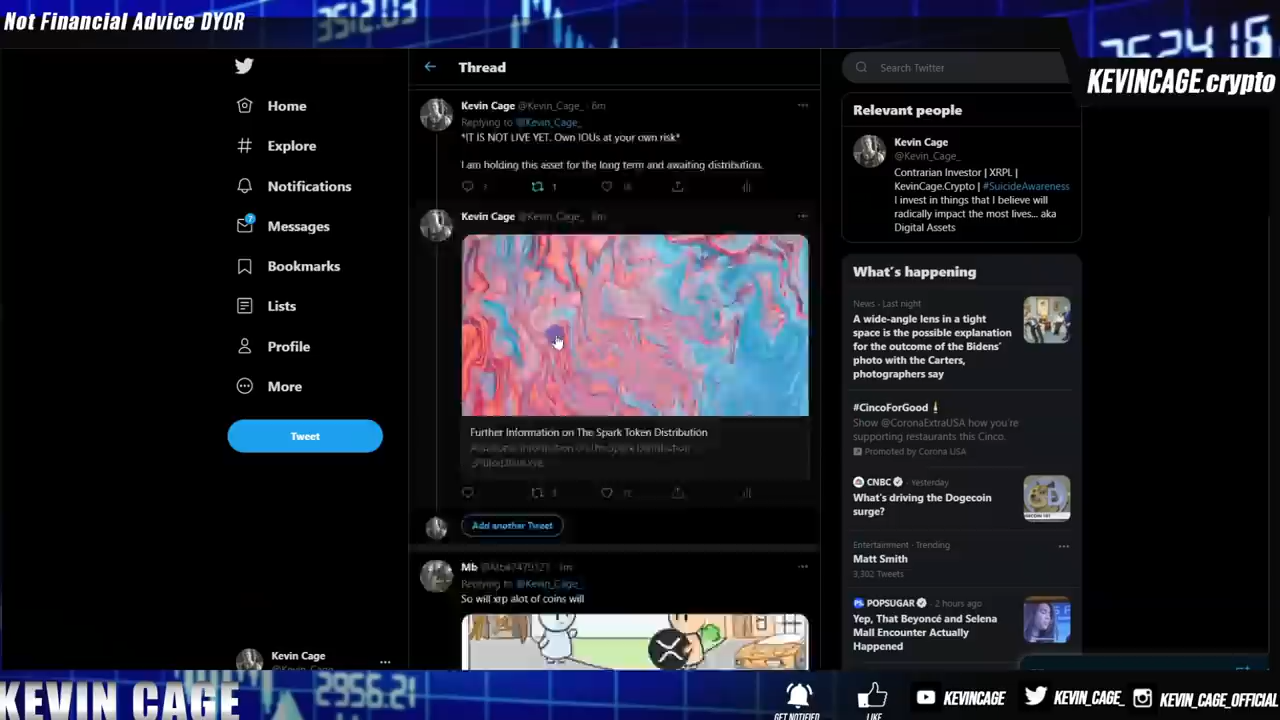 Not Financial Advice DYOR
3512.03
3524.16
KEVINCAGE.crypto
Home
Explore
Notifications
7
Messages
Bookmarks
Lists
Profile
More
Tweet
Kevin Cage
Thread
Kevin Cage @Kevin_Cage_
Replying to @Kevin_Cage_
*IT IS NOT LIVE YET. Own IOUs at your own risk*
I am holding this asset for the long term and awaiting distribution.
1
Kevin Cage @Kevin_Cage_
Further Information on The Spark Token Distribution
Add another Tweet
Mb
Replying to @Kevin_Cage_
So will xrp alot of coins will
Search Twitter
Relevant people
Kevin Cage
@Kevin_Cage_
Contrarian Investor | XRPL |
KevinCage.Crypto | #SuicideAwareness
I invest in things that I believe will
radically impact the most lives... aka
Digital Assets
What's happening
News · Last night
A wide-angle lens in a tight
space is the possible explanation
for the outcome of the Bidens'
photo with the Carters,
photographers say
#CincoForGood
Show @CoronaExtraUSA how you're
supporting restaurants this Cinco.
Promoted by Corona USA
CNBC · Yesterday
What's driving the Dogecoin
surge?
Entertainment · Trending
Matt Smith
3,302 Tweets
POPSUGAR · 2 hours ago
Yep, That Beyoncé and Selena
Mall Encounter Actually
Happened
KEVIN CAGE
2956.21
GET NOTIFIED
LIKE
KEVINCAGE
KEVIN_CAGE_
KEVIN_CAGE_OFFICIAL